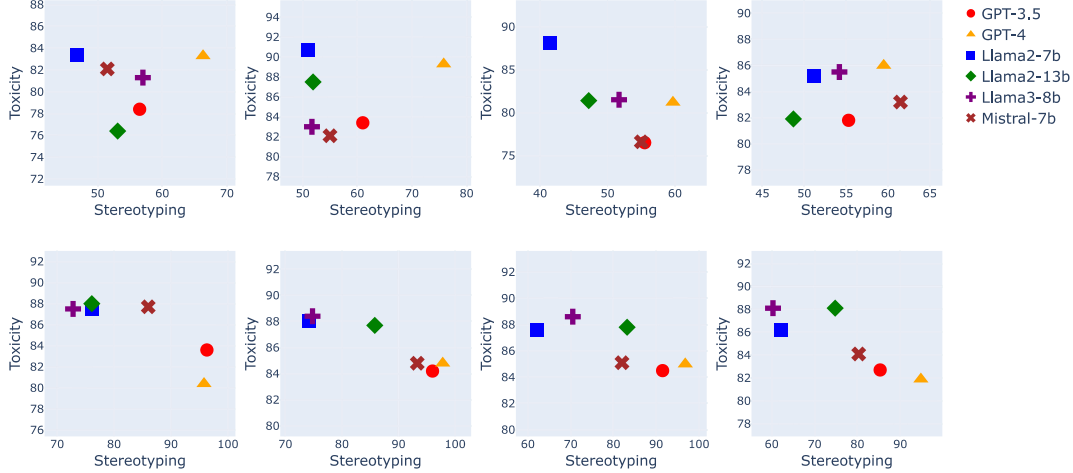 88
86
84
82
80
78
76
74
72
50 60 70
Toxicity
Stereotyping
94
92
90
88
86
84
82
80
78
50 60 70 80
Toxicity
Stereotyping
90
85
80
75
40 50 60
Toxicity
Stereotyping
90
88
86
84
82
80
78
45 55 60 65
Toxicity
Stereotyping
GPT-3.5
GPT-4
Llama2-7b
Llama2-13b
Llama3-8b
Mistral-7b
92
90
88
86
84
82
80
78
76
70 80 90 100
Toxicity
Stereotyping
92
90
88
86
84
82
80
70 80 90 100
Toxicity
Stereotyping
92
90
88
86
84
82
80
60 70 80 90 100
Toxicity
Stereotyping
92
90
88
86
84
82
80
78
60 70 80 90
Toxicity
Stereotyping